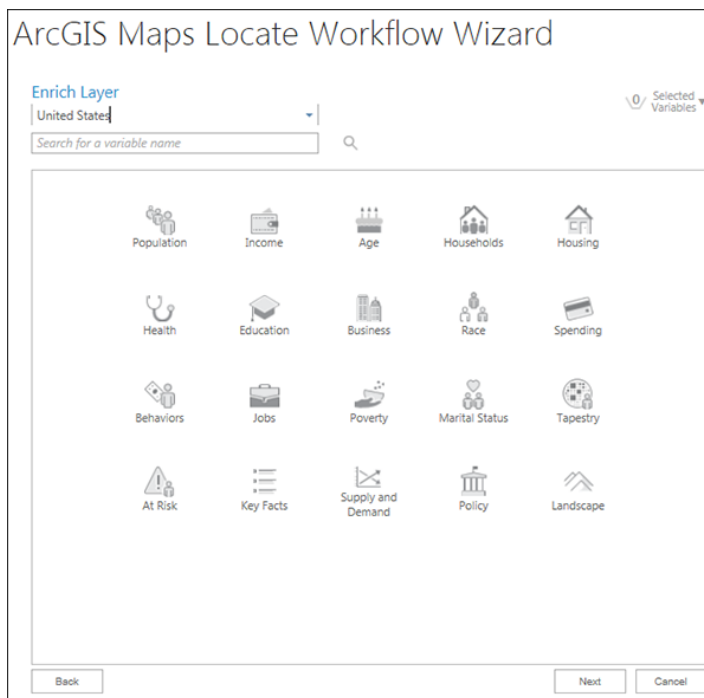 ArcGIS Maps Locate Workflow Wizard
Enrich Layer
United States
0 Selected Variables
Search for a variable name
Population Income Age Households Housing
Health Education Business Race Spending
Behaviors Jobs Poverty Marital Status Tapestry
At Risk Key Facts Supply and Demand Policy Landscape
Back Next Cancel